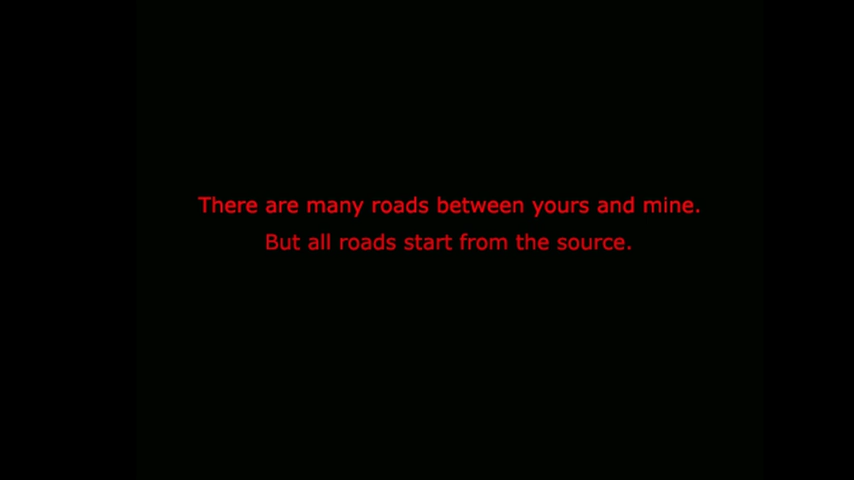 There are many roads between yours and mine.
But all roads start from the source.